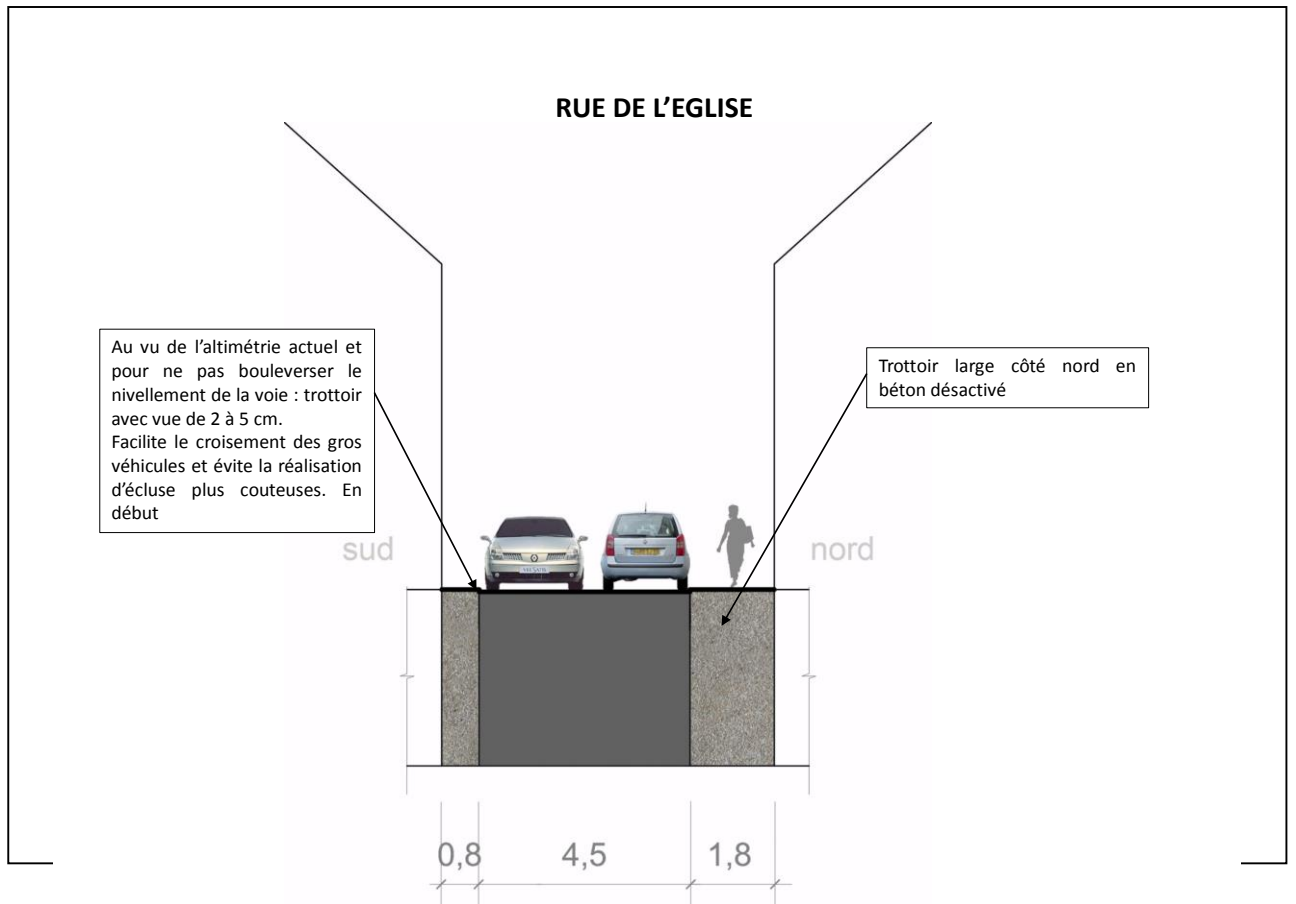 RUE DE L'EGLISE
Au vu de l'altimétrie actuel et
pour ne pas bouleverser le
nivellement de la voie : trottoir
avec vue de 2 à 5 cm.
Facilite le croisement des gros
véhicules et évite la réalisation
d'écluse plus couteuses. En
début
Trottoir large côté nord en
béton désactivé
sud
nord
0,8
4,5
1,8